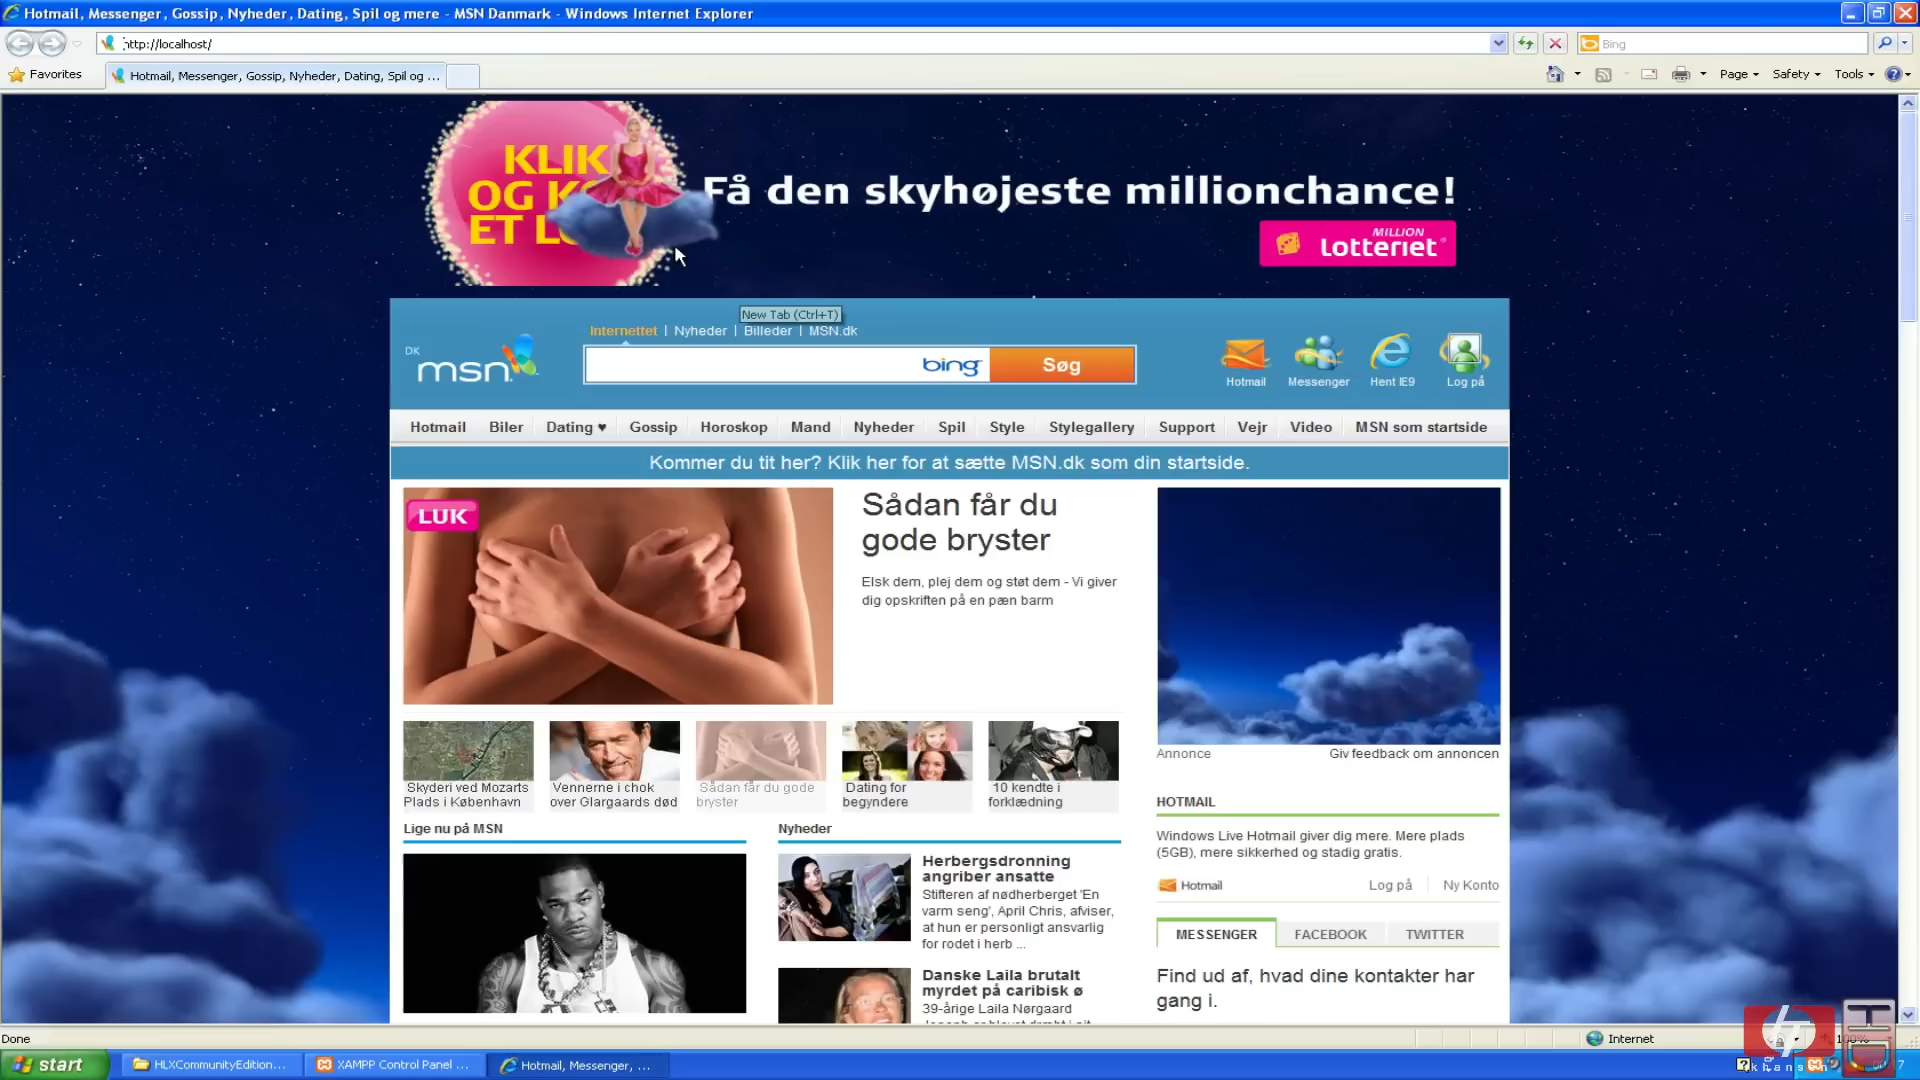 Hotmail, Messenger, Gossip, Nyheder, Dating, Spil og mere - MSN Danmark - Windows Internet Explorer
http://localhost/
Bing
Favorites
Hotmail, Messenger, Gossip, Nyheder, Dating, Spil og ...
Page
Safety
Tools
KLIK
OG
ET
Få den skyhøjeste millionchance!
MILLION
Lotteriet
New Tab (Ctrl+T)
Internettet | Nyheder | Billeder | MSN.dk
DK
msn
bing
Søg
Hotmail
Messenger
Hent IE9
Log på
Hotmail Biler Dating ♥ Gossip Horoskop Mand Nyheder Spil Style Stylegallery Support Vejr Video MSN som startside
Kommer du tit her? Klik her for at sætte MSN.dk som din startside.
LUK
Sådan får du
gode bryster
Elsk dem, plej dem og støt dem - Vi giver
dig opskriften på en pæn barm
Annonce
Giv feedback om annoncen
Skyderi ved Mozarts
Plads i København
Vennerne i chok
over Glargaards død
Sådan får du gode
bryster
Dating for
begyndere
10 kendte i
forklædning
Lige nu på MSN
Nyheder
Herbergsdronning
angriber ansatte
Stifteren af nødherberget 'En
varm seng', April Chris, afviser,
at hun er personligt ansvarlig
for rodet i herb ...
Danske Laila brutalt
myrdet på caribisk ø
39-årige Laila Nørgaard
HOTMAIL
Windows Live Hotmail giver dig mere. Mere plads
(5GB), mere sikkerhed og stadig gratis.
Hotmail
Log på
Ny Konto
MESSENGER
FACEBOOK
TWITTER
Find ud af, hvad dine kontakter har
gang i.
Done
Internet
100%
hp
start
HLXCommunityEdition...
XAMPP Control Panel ...
Hotmail, Messenger, ...